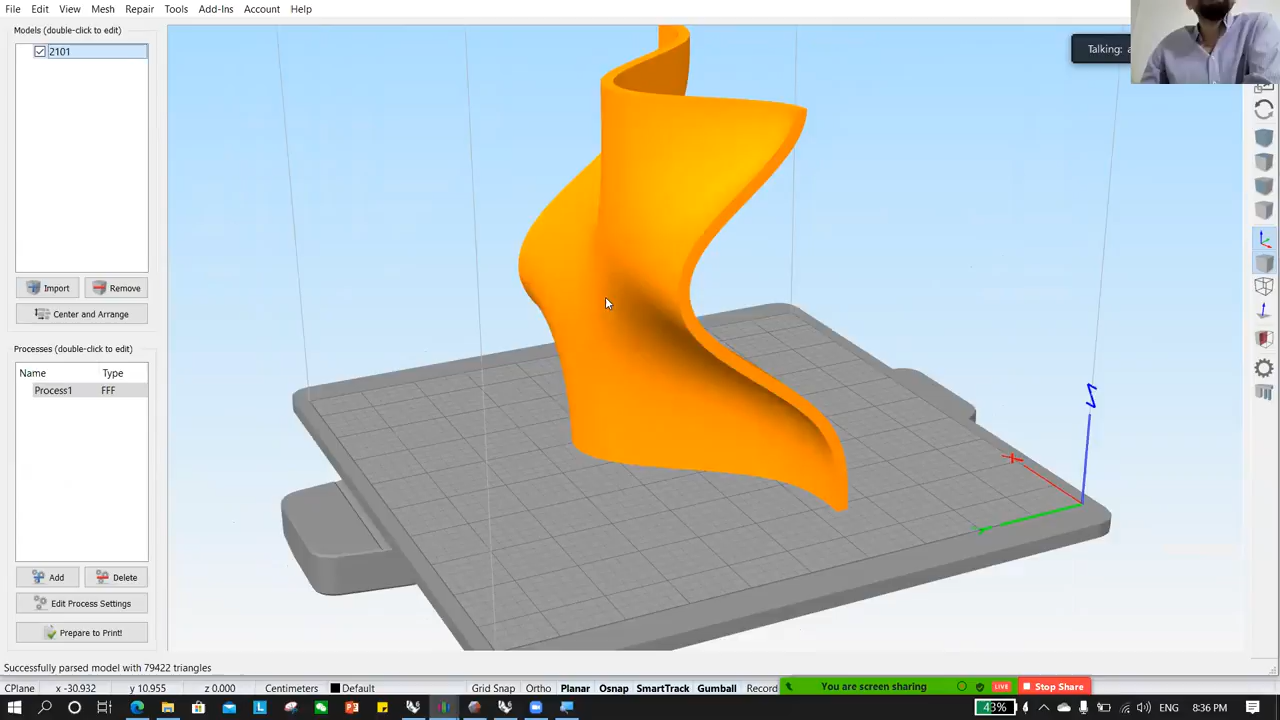 File Edit View Mesh Repair Tools Add-Ins Account Help
Models (double-click to edit)
2101
Import Remove
Center and Arrange
Processes (double-click to edit)
Name Type
Process1 FFF
Add Delete
Edit Process Settings
Prepare to Print!
Talking:
Successfully parsed model with 79422 triangles
CPlane x -30.932 y 10.955 z 0.000 Centimeters Default Grid Snap Ortho Planar Osnap SmartTrack Gumball Record
You are screen sharing LIVE Stop Share
43% ENG 8:36 PM